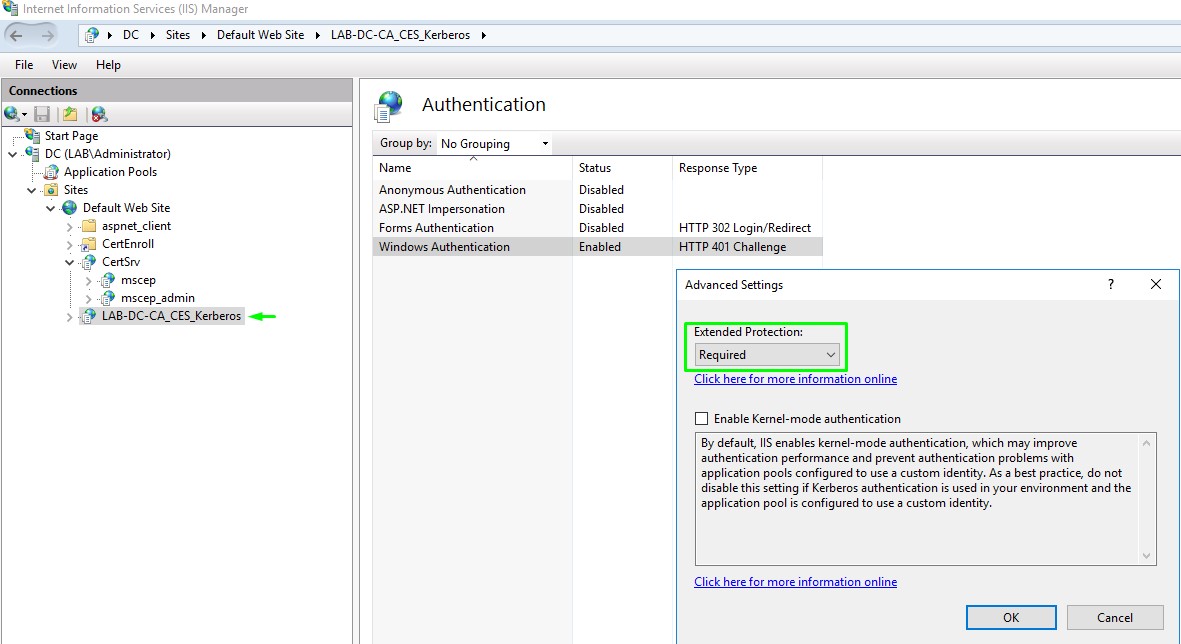 Internet Information Services (IIS) Manager
DC Sites Default Web Site LAB-DC-CA_CES_Kerberos
File View Help
Connections
Start Page
DC (LAB\Administrator)
Application Pools
Sites
Default Web Site
aspnet_client
CertEnroll
CertSrv
mscep
mscep_admin
LAB-DC-CA_CES_Kerberos
Authentication
Group by: No Grouping
Name Status Response Type
Anonymous Authentication Disabled
ASP.NET Impersonation Disabled
Forms Authentication Disabled HTTP 302 Login/Redirect
Windows Authentication Enabled HTTP 401 Challenge
Advanced Settings ?
Extended Protection:
Required
Click here for more information online
Enable Kernel-mode authentication
By default, IIS enables kernel-mode authentication, which may improve
authentication performance and prevent authentication problems with
application pools configured to use a custom identity. As a best practice, do not
disable this setting if Kerberos authentication is used in your environment and the
application pool is configured to use a custom identity.
Click here for more information online
OK Cancel